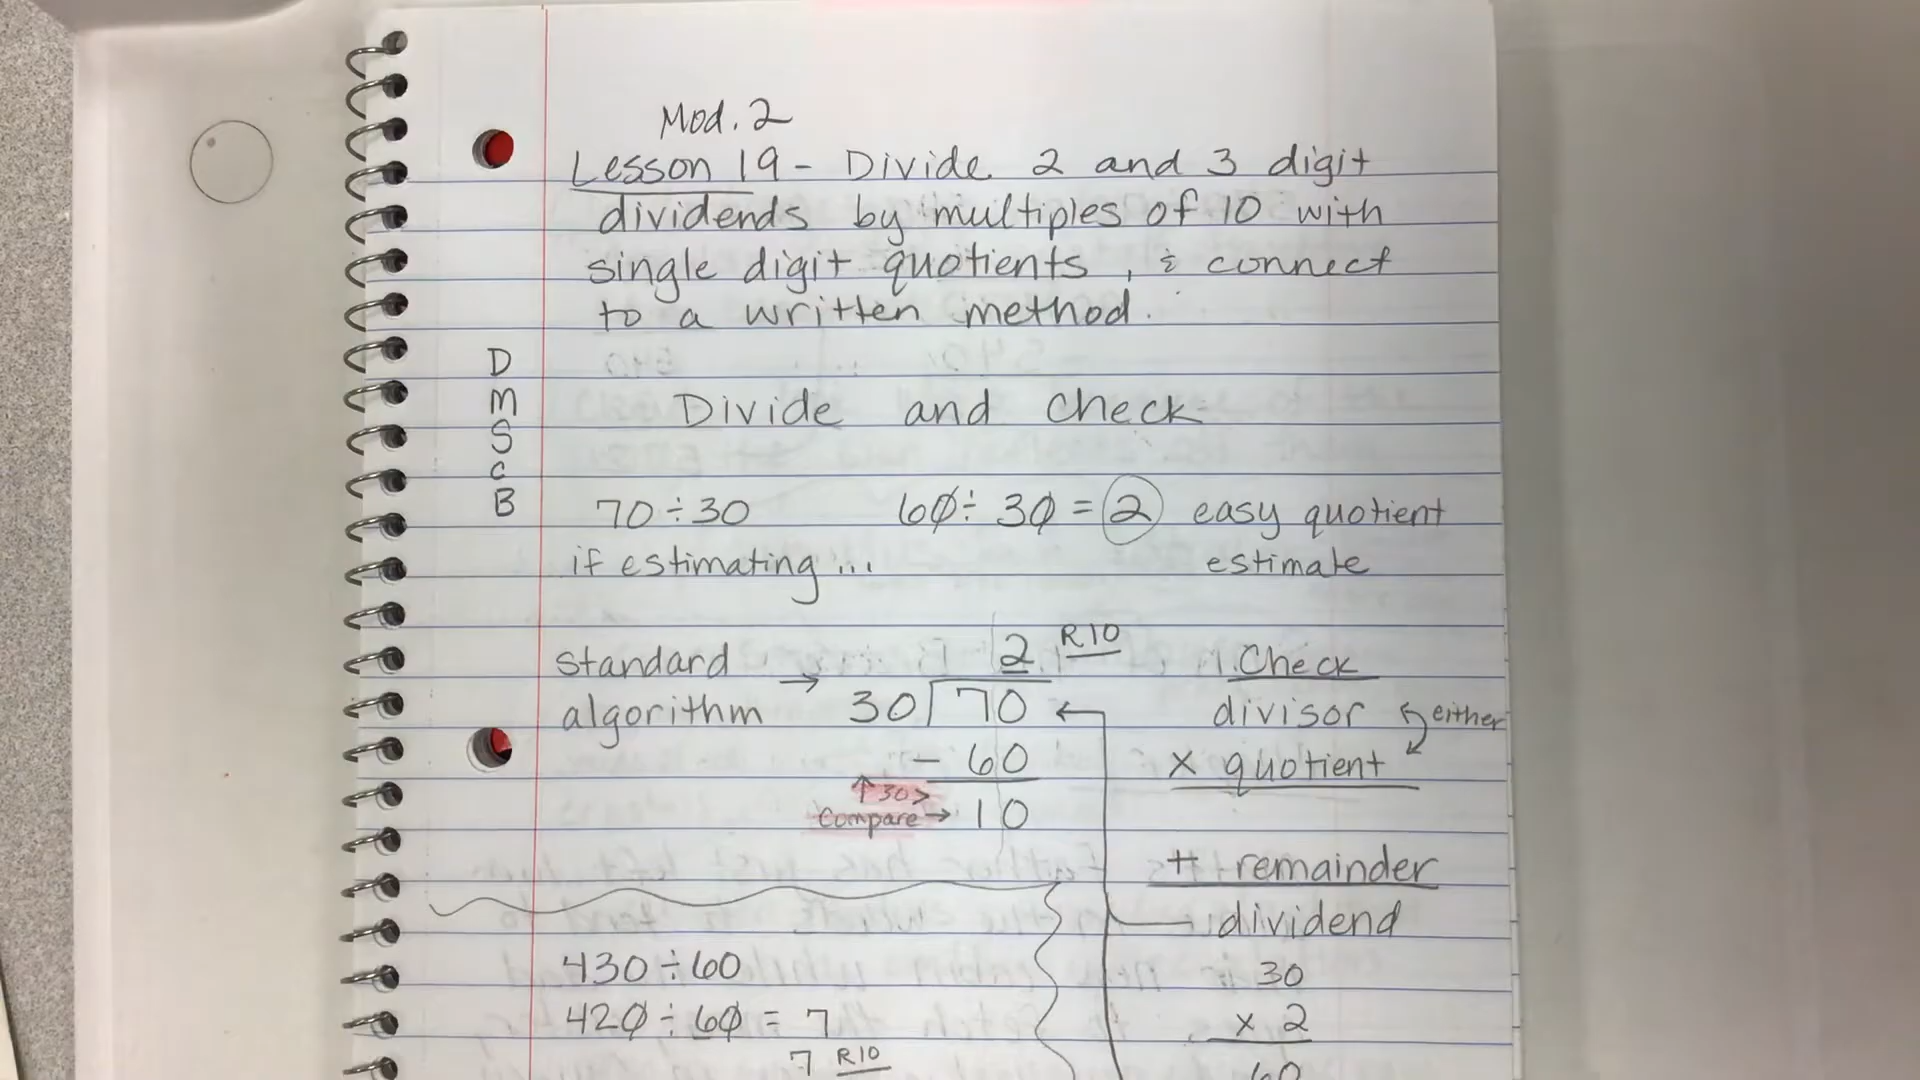 Mod. 2
Lesson 19 - Divide 2 and 3 digit
dividends by multiples of 10 with
single digit quotients, & connect
to a written method.
D
M
S
C
B
Divide and check
70 ÷ 30
60 ÷ 30 = 2 easy quotient
estimate
if estimating ...
standard
algorithm →
2 R10
30 70
- 60
↑ 30 >
Compare → 10
Check
divisor
either
x quotient
+ remainder
dividend
30
x 2
60
430 ÷ 60
420 ÷ 60 = 7
7 R10